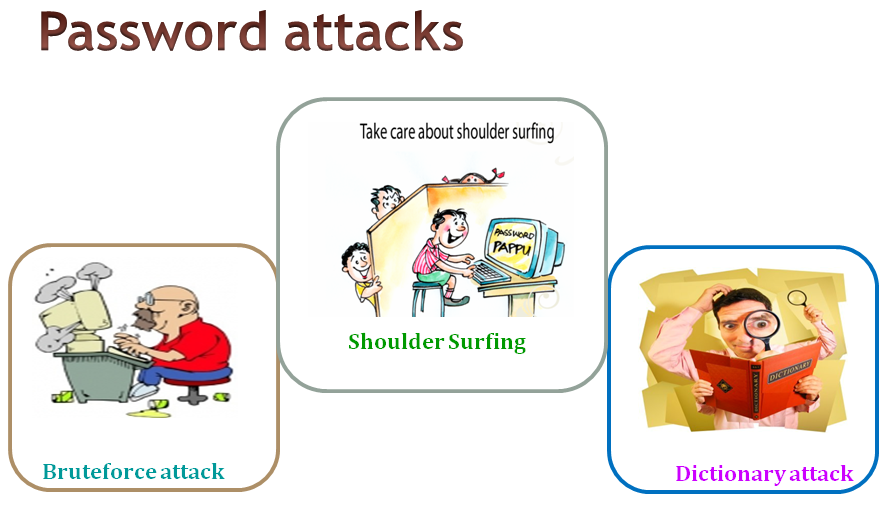 Password attacks
Take care about shoulder surfing
PASSWORD
PAPPU
Shoulder Surfing
DICTIONARY
DICTIONARY
Bruteforce attack
Dictionary attack